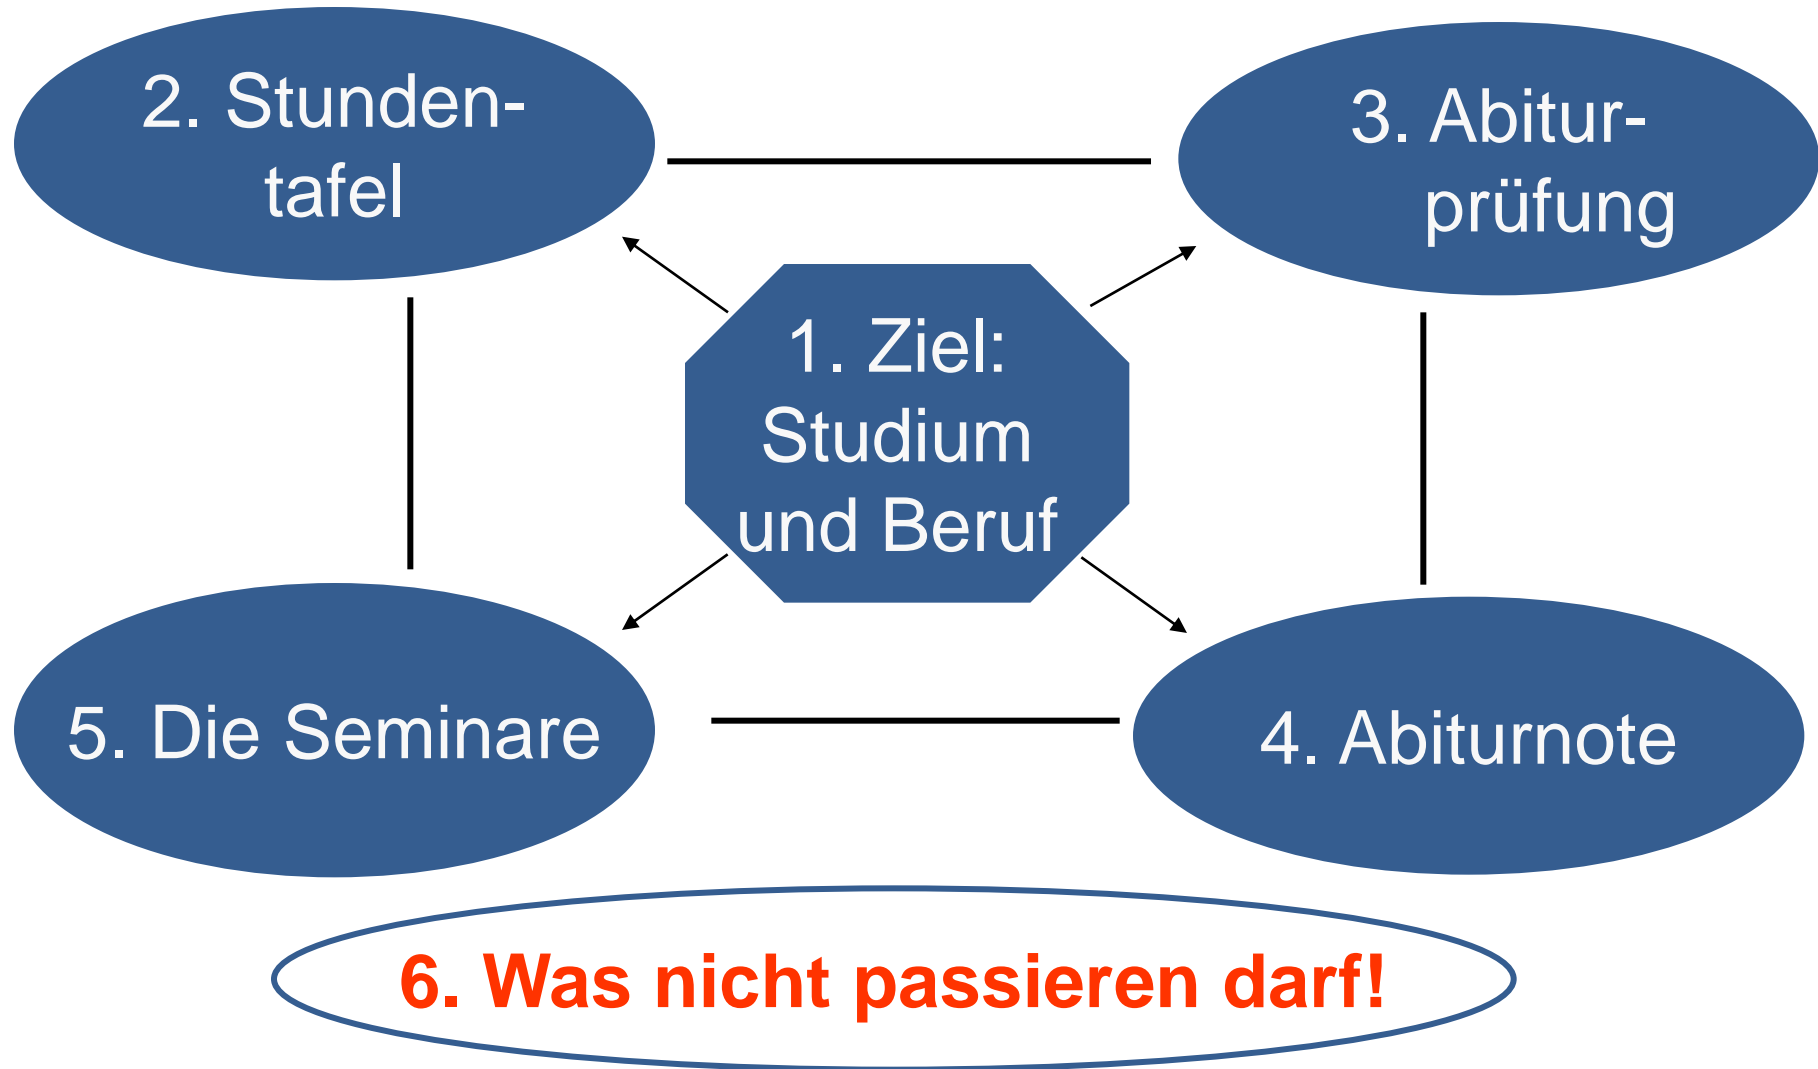 2. Stunden-
tafel
3. Abitur-
prüfung
1. Ziel:
Studium
und Beruf
5. Die Seminare
4. Abiturnote
6. Was nicht passieren darf!